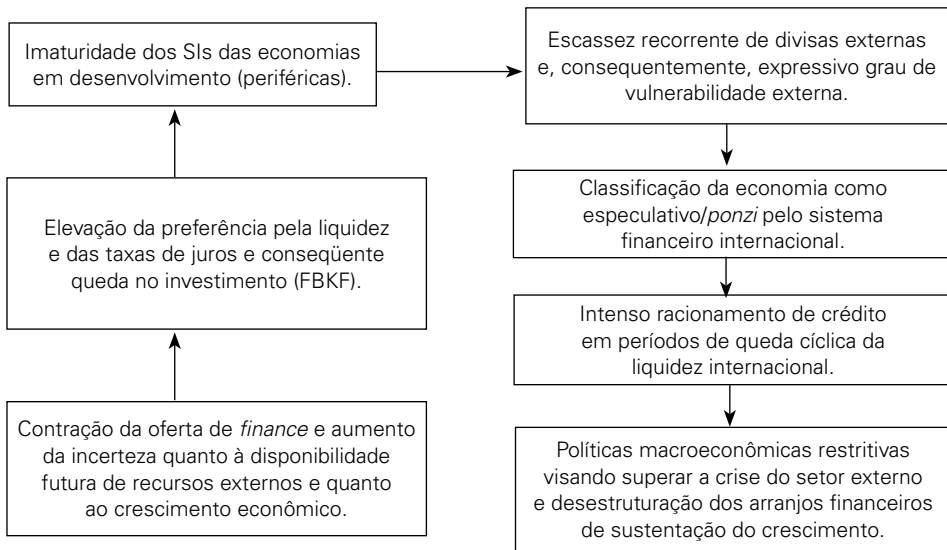 Imaturidade dos SIs das economias
em desenvolvimento (periféricas).
Escassez recorrente de divisas externas
e, consequentemente, expressivo grau de
vulnerabilidade externa.
Classificação da economia como
especulativo/ponzi pelo sistema
financeiro internacional.
Elevação da preferência pela liquidez
e das taxas de juros e conseqüente
queda no investimento (FBKF).
Intenso racionamento de crédito
em períodos de queda cíclica da
liquidez internacional.
Contração da oferta de finance e aumento
da incerteza quanto à disponibilidade
futura de recursos externos e quanto
ao crescimento econômico.
Políticas macroeconômicas restritivas
visando superar a crise do setor externo
e desestruturação dos arranjos financeiros
de sustentação do crescimento.